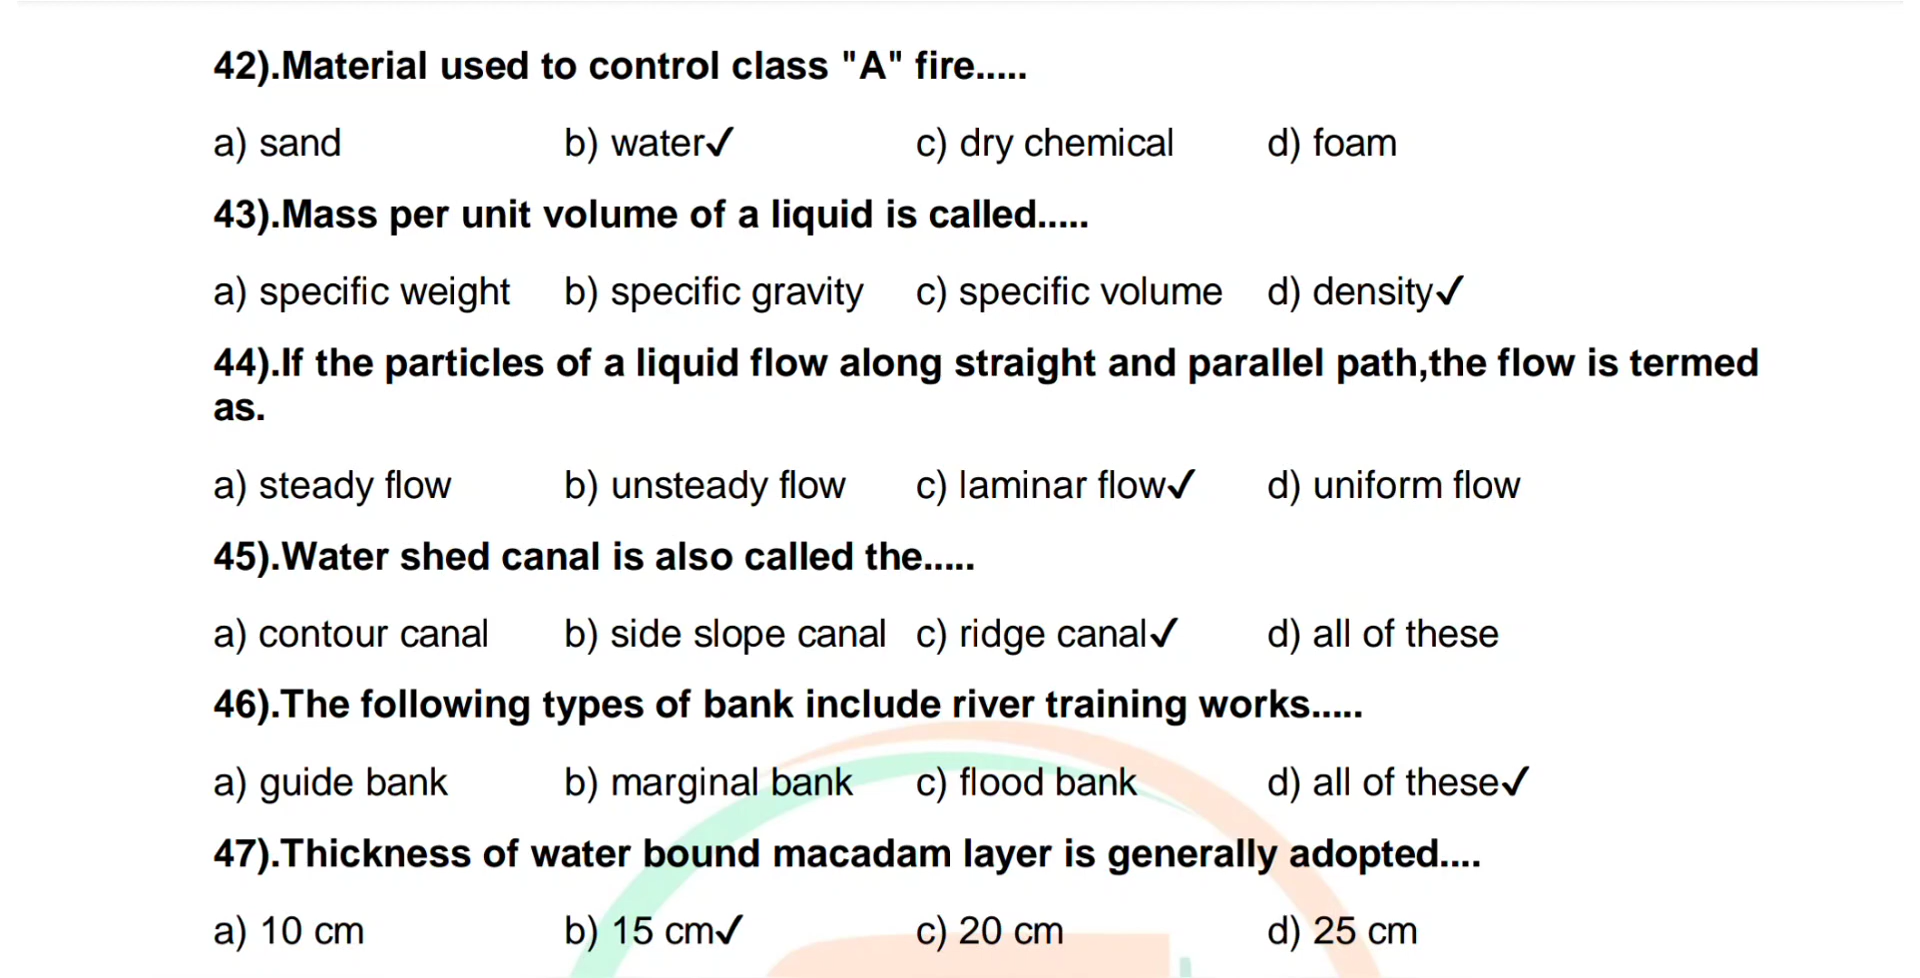 42).Material used to control class "A" fire.....
a) sand b) water✓ c) dry chemical d) foam
43).Mass per unit volume of a liquid is called.....
a) specific weight b) specific gravity c) specific volume d) density✓
44).If the particles of a liquid flow along straight and parallel path,the flow is termed
as.
a) steady flow b) unsteady flow c) laminar flow✓ d) uniform flow
45).Water shed canal is also called the.....
a) contour canal b) side slope canal c) ridge canal✓ d) all of these
46).The following types of bank include river training works.....
a) guide bank b) marginal bank c) flood bank d) all of these✓
47).Thickness of water bound macadam layer is generally adopted....
a) 10 cm b) 15 cm✓ c) 20 cm d) 25 cm